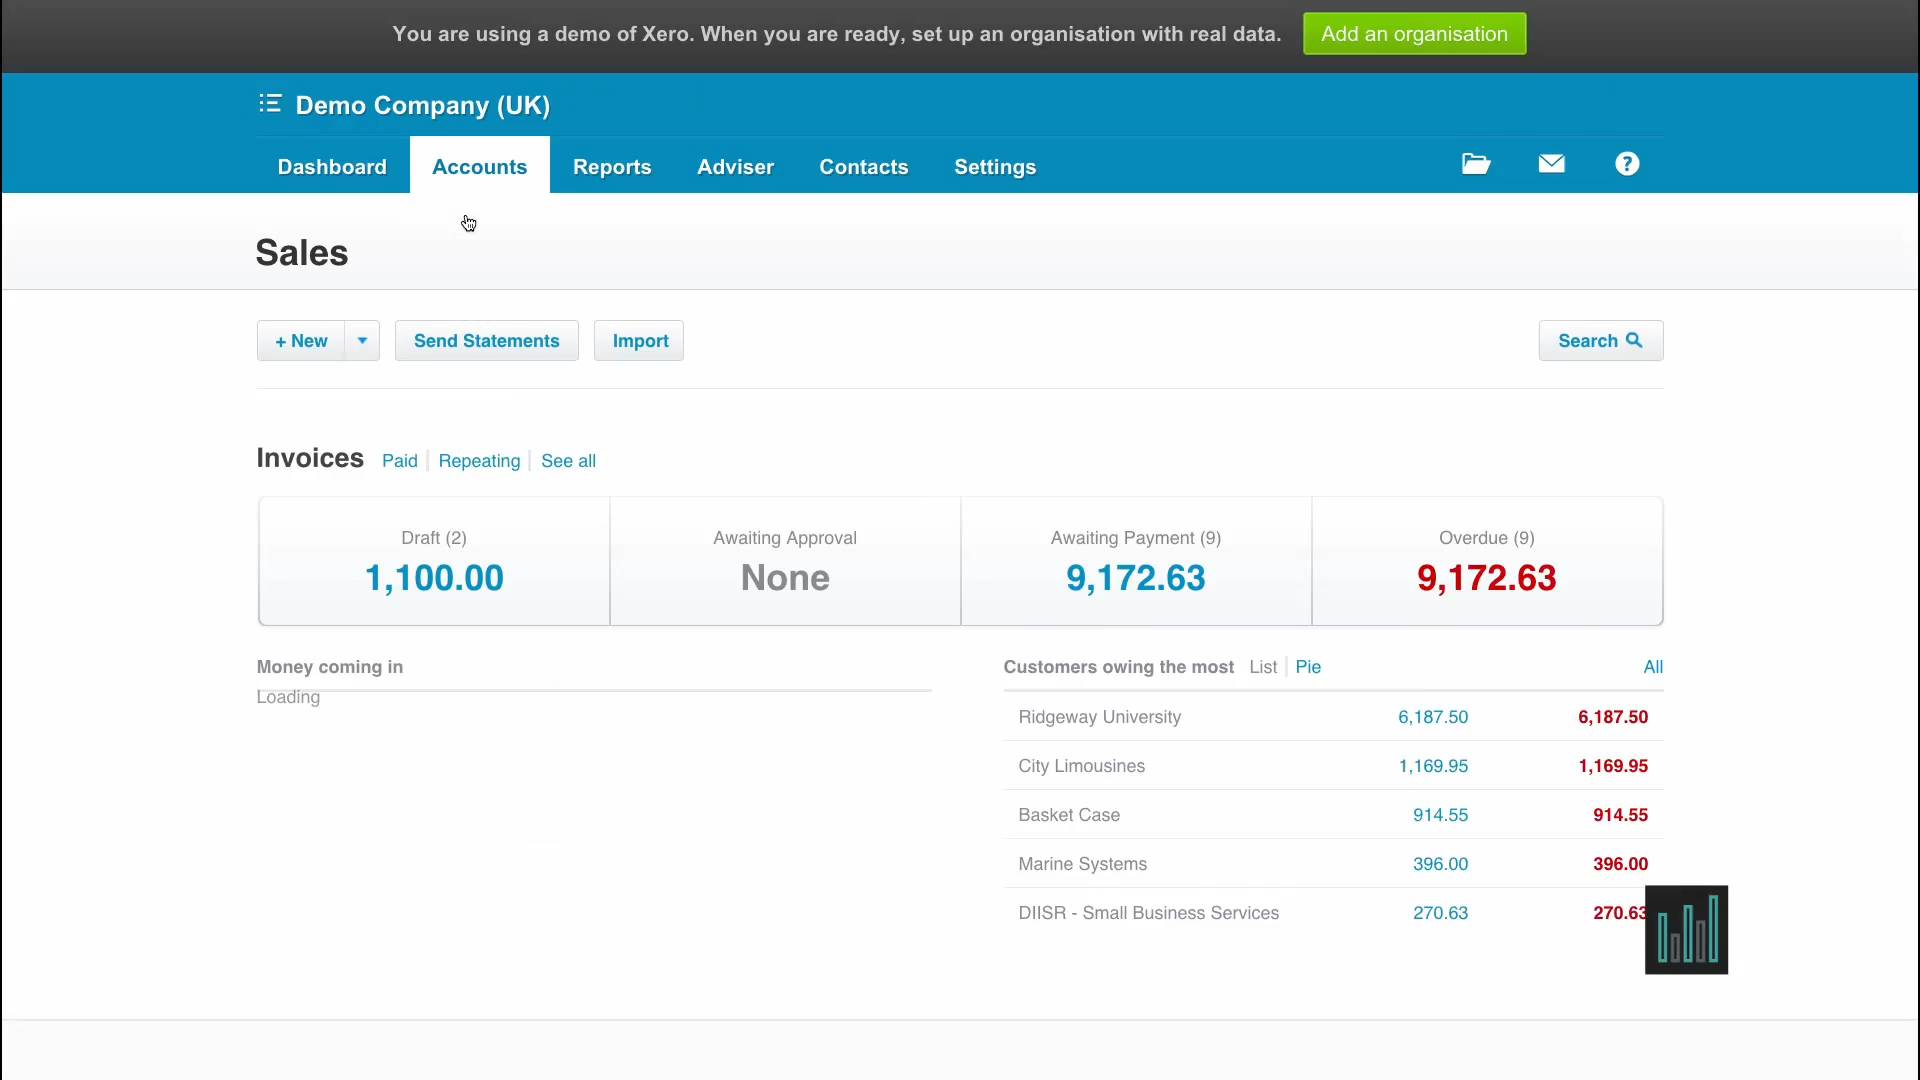 You are using a demo of Xero. When you are ready, set up an organisation with real data. Add an organisation
Demo Company (UK)
Dashboard Accounts Reports Adviser Contacts Settings ?
Sales
+ New Send Statements Import Search
Invoices Paid Repeating See all
Draft (2) Awaiting Approval Awaiting Payment (9) Overdue (9)
1,100.00 None 9,172.63 9,172.63
Money coming in Customers owing the most List Pie All
Loading
Ridgeway University 6,187.50 6,187.50
City Limousines 1,169.95 1,169.95
Basket Case 914.55 914.55
Marine Systems 396.00 396.00
DIISR - Small Business Services 270.63 270.63